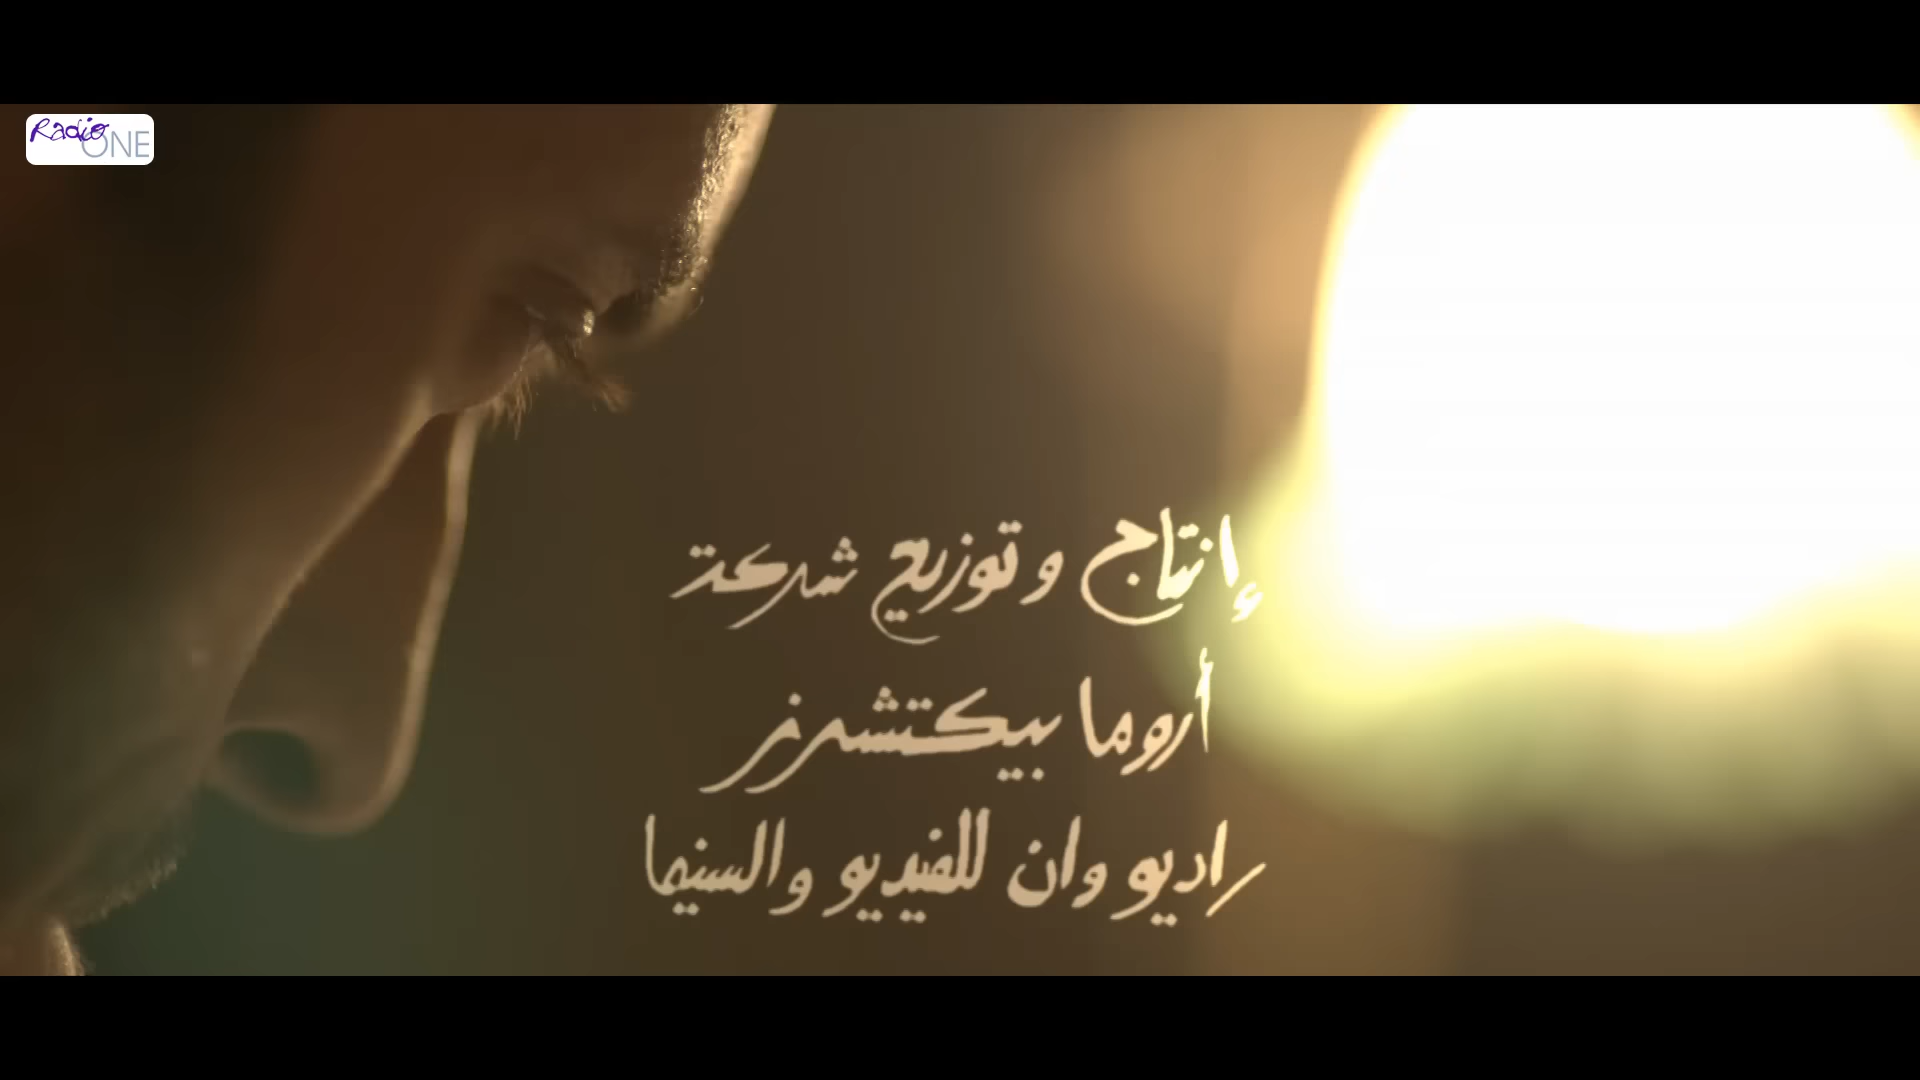 Radio ONE
إنتاج و توزيع شركة
أروما بيكتشرز
راديو وان للفيديو والسينما